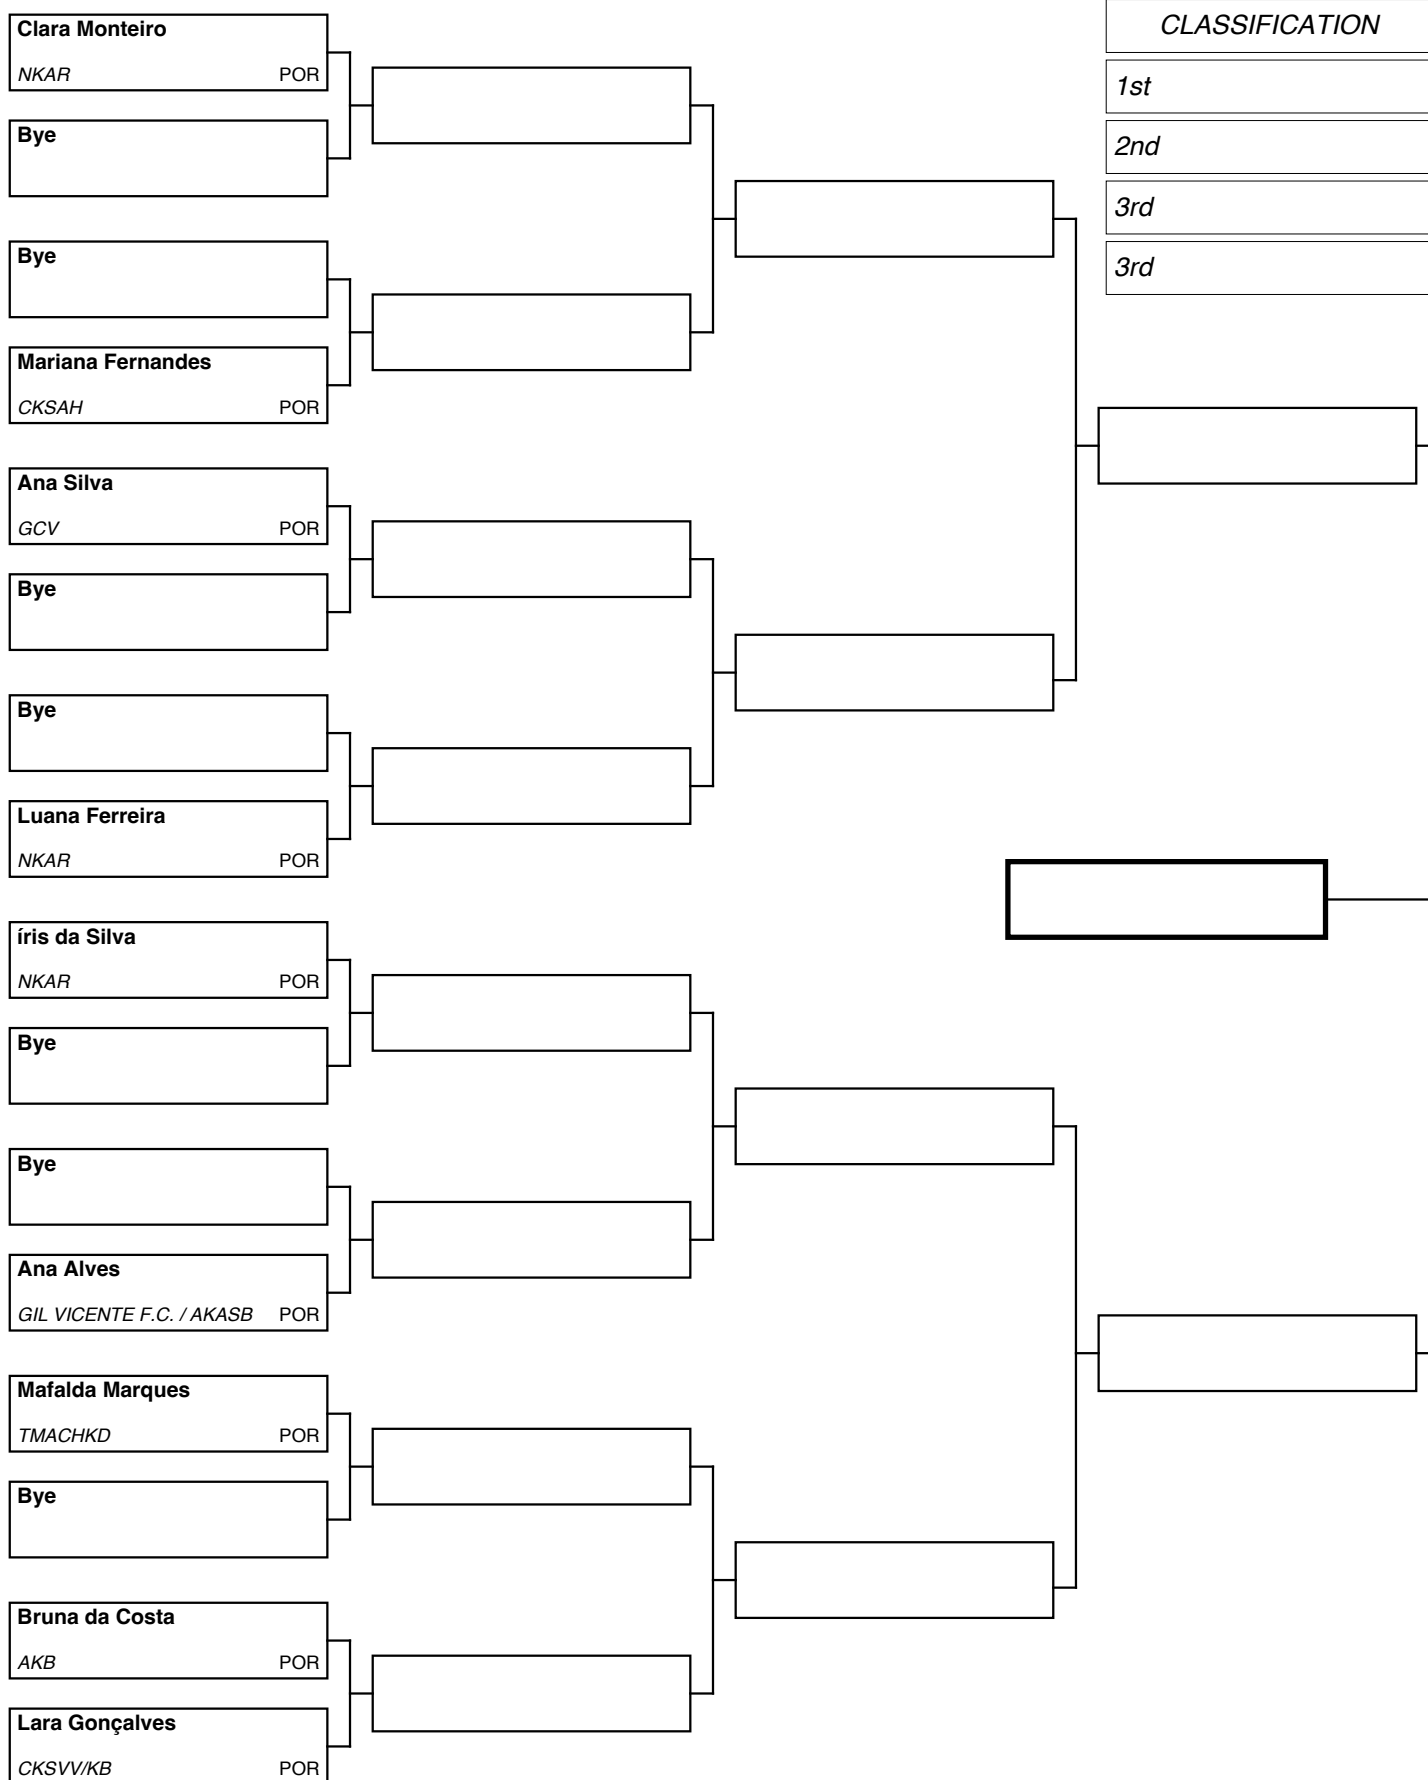 Clara Monteiro
NKAR POR
Bye
Bye
Mariana Fernandes
CKSAH POR
Ana Silva
GCV POR
Bye
Bye
Luana Ferreira
NKAR POR
íris da Silva
NKAR POR
Bye
Bye
Ana Alves
GIL VICENTE F.C. / AKASB POR
Mafalda Marques
TMACHKD POR
Bye
Bruna da Costa
AKB POR
Lara Gonçalves
CKSVV/KB POR
CLASSIFICATION
1st
2nd
3rd
3rd